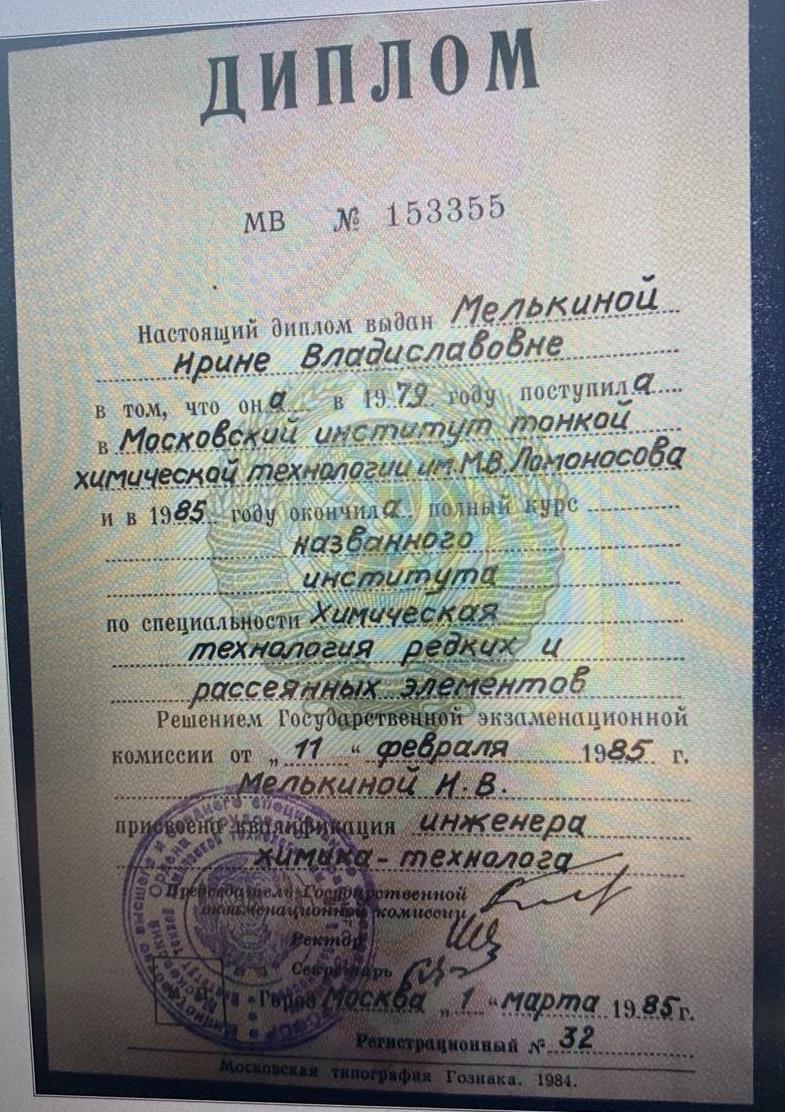 ДИПЛОМ
МВ № 153355
Настоящий диплом выдан Мелькиной
Ирине Владиславовне
в том, что она в 1979 году поступила
в Московский институт тонкой
химической технологии им. М.В. Ломоносова
и в 1985 году окончила полный курс
названного
института
по специальности Химическая
технология редких и
рассеянных элементов
Решением Государственной экзаменационной
комиссии от „11“ февраля 1985 г.
Мелькиной И.В.
присвоена квалификация инженера
химика-технолога
Председатель Государственной
экзаменационной комиссии
Ректор
Секретарь
Город Москва „1“ марта 1985 г.
Регистрационный № 32
Московская типография Гознака. 1984.